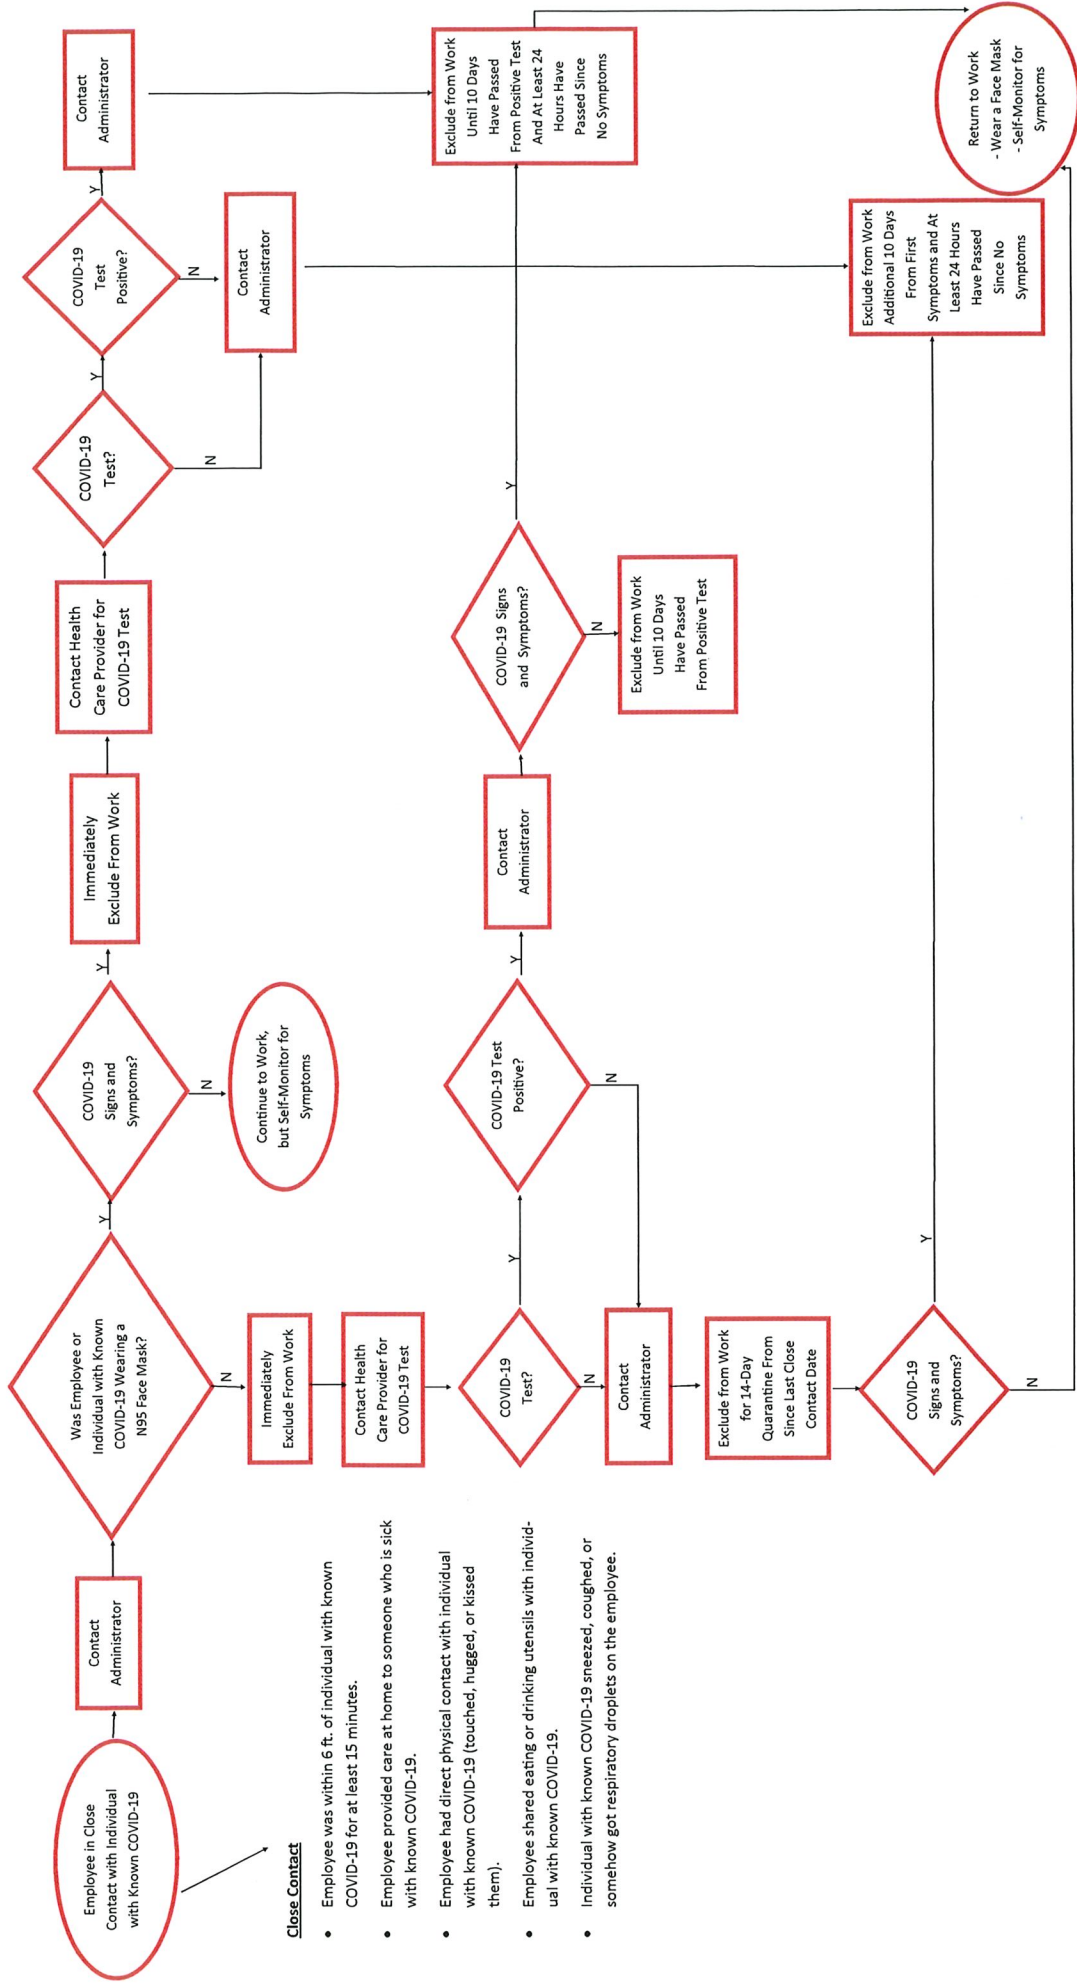 Employee in Close
Contact with Individual
with Known COVID-19
Contact
Administrator
Was Employee or
Individual with Known
COVID-19 Wearing a
N95 Face Mask?
Y
COVID-19
Signs and
Symptoms?
Y
Immediately
Exclude From Work
Contact Health
Care Provider for
COVID-19 Test
COVID-19
Test?
Y
COVID-19
Test
Positive?
Y
Contact
Administrator
N
Continue to Work,
but Self-Monitor for
Symptoms
N
N
Contact
Administrator
N
Immediately
Exclude From Work
Contact Health
Care Provider for
COVID-19 Test
COVID-19
Test?
Y
COVID-19 Test
Positive?
Y
Contact
Administrator
COVID-19 Signs
and Symptoms?
Y
Exclude from Work
Until 10 Days
Have Passed
From Positive Test
And At Least 24
Hours Have
Passed Since
No Symptoms
N
N
N
Exclude from Work
Until 10 Days
Have Passed
From Positive Test
Contact
Administrator
Exclude from Work
for 14-Day
Quarantine From
Since Last Close
Contact Date
COVID-19
Signs and
Symptoms?
Y
Exclude from Work
Additional 10 Days
From First
Symptoms and At
Least 24 Hours
Have Passed
Since No
Symptoms
N
Return to Work
- Wear a Face Mask
- Self-Monitor for
Symptoms
Close Contact
• Employee was within 6 ft. of individual with known
COVID-19 for at least 15 minutes.
• Employee provided care at home to someone who is sick
with known COVID-19.
• Employee had direct physical contact with individual
with known COVID-19 (touched, hugged, or kissed
them).
• Employee shared eating or drinking utensils with individ-
ual with known COVID-19.
• Individual with known COVID-19 sneezed, coughed, or
somehow got respiratory droplets on the employee.